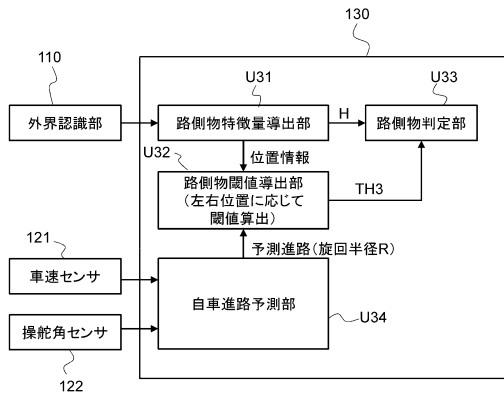 130
110
U31
U33
外界認識部
路側物特徴量導出部
H
路側物判定部
U32
位置情報
路側物閾値導出部
(左右位置に応じて
閾値算出)
TH3
121
予測進路(旋回半径R)
車速センサ
自車進路予測部
操舵角センサ
U34
122